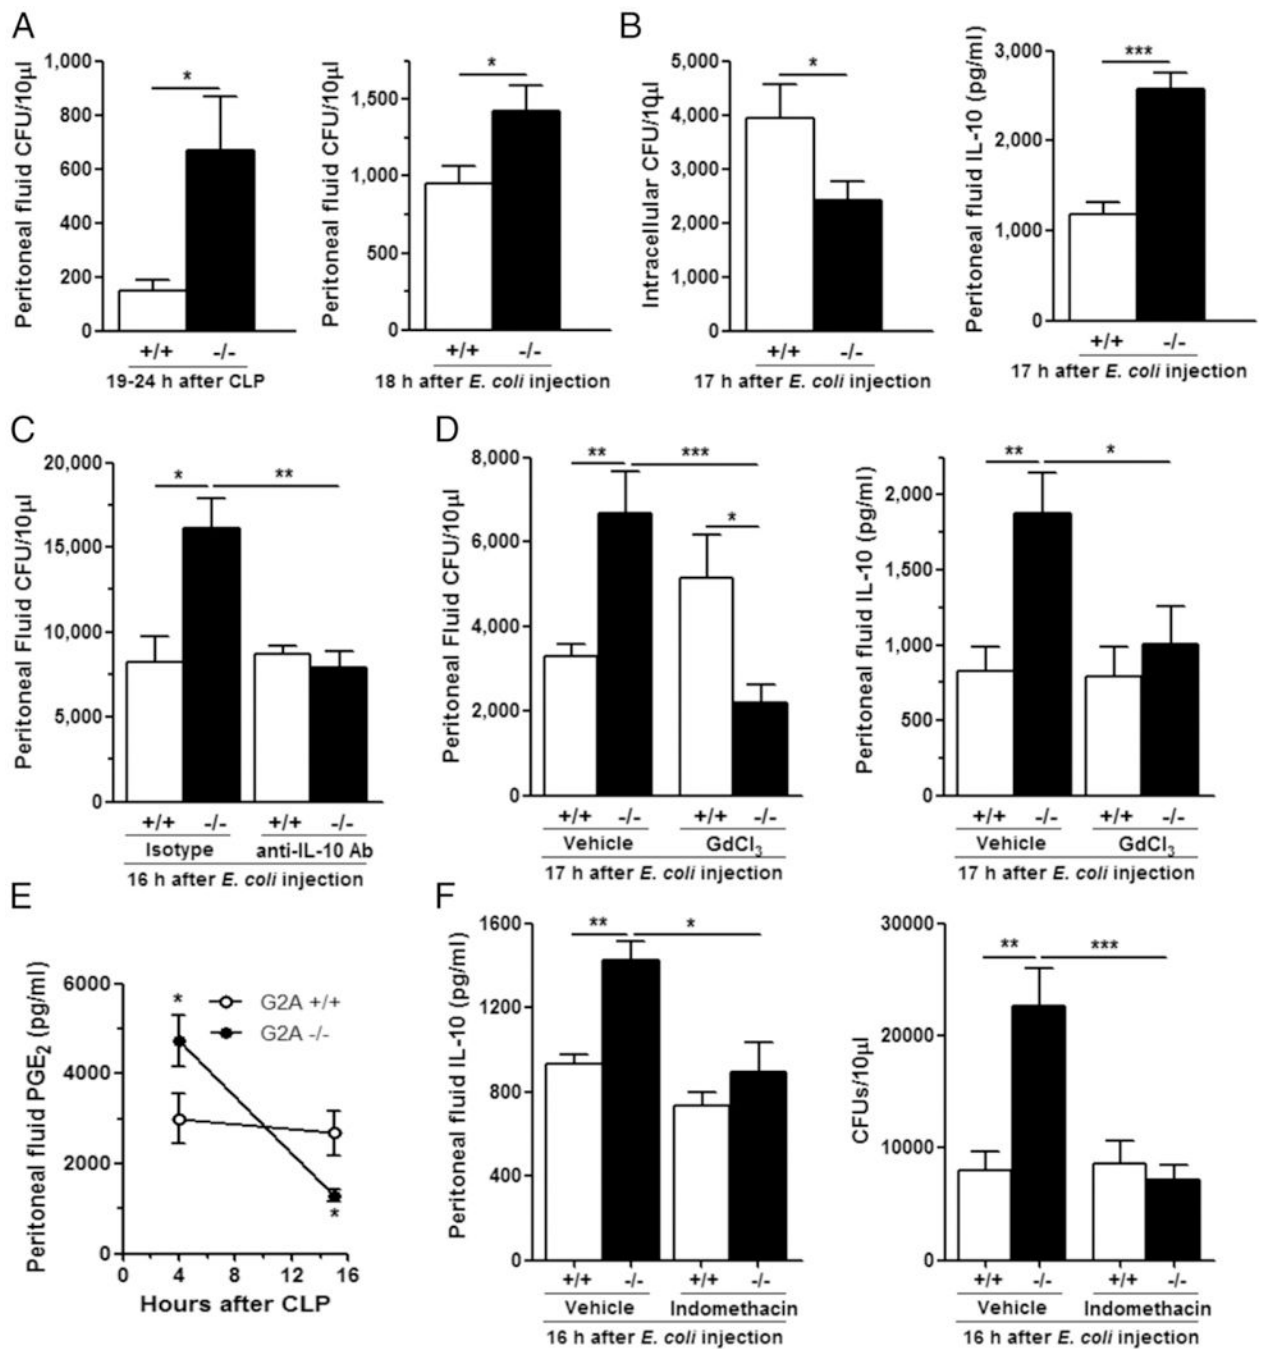 A
Peritoneal fluid CFU/10µl
1,000
800
600
400
200
0
*
+/+ -/-
19-24 h after CLP
Peritoneal fluid CFU/10µl
1,500
1,000
500
0
*
+/+ -/-
18 h after E. coli injection
B
Intracellular CFU/10µl
5,000
4,000
3,000
2,000
1,000
0
*
+/+ -/-
17 h after E. coli injection
Peritoneal fluid IL-10 (pg/ml)
3,000
2,000
1,000
0
***
+/+ -/-
17 h after E. coli injection
C
Peritoneal Fluid CFU/10µl
20,000
15,000
10,000
5,000
0
* **
+/+ -/- +/+ -/-
Isotype anti-IL-10 Ab
16 h after E. coli injection
D
Peritoneal Fluid CFU/10µl
8,000
6,000
4,000
2,000
0
** ***
*
+/+ -/- +/+ -/-
Vehicle GdCl3
17 h after E. coli injection
Peritoneal fluid IL-10 (pg/ml)
2,000
1,500
1,000
500
0
** *
+/+ -/- +/+ -/-
Vehicle GdCl3
17 h after E. coli injection
E
Peritoneal fluid PGE2 (pg/ml)
6000
4000
2000
0
*
G2A +/+
G2A -/-
*
0 4 8 12 16
Hours after CLP
F
Peritoneal fluid IL-10 (pg/ml)
1600
1200
800
400
0
** *
+/+ -/- +/+ -/-
Vehicle Indomethacin
16 h after E. coli injection
CFUs/10µl
30000
20000
10000
0
** ***
+/+ -/- +/+ -/-
Vehicle Indomethacin
16 h after E. coli injection